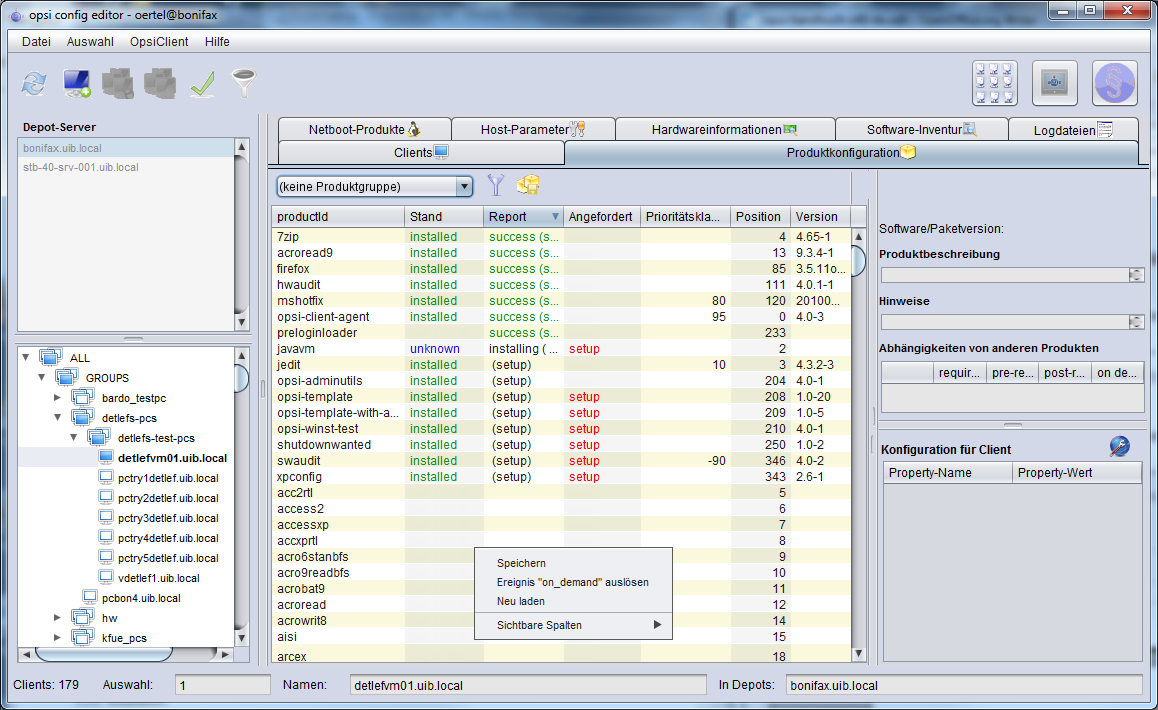 opsi config editor - oertel@bonifax
Datei Auswahl OpsiClient Hilfe
Depot-Server
bonifax.uib.local
stb-40-srv-001.uib.local
ALL
GROUPS
bardo_testpc
detlefs-pcs
detlefs-test-pcs
detlefvm01.uib.local
pctry1detlef.uib.local
pctry2detlef.uib.local
pctry3detlef.uib.local
pctry4detlef.uib.local
pctry5detlef.uib.local
vdetlef1.uib.local
pcbon4.uib.local
hw
kfue_pcs
Netboot-Produkte Host-Parameter Hardwareinformationen Software-Inventur Logdateien
Clients Produktkonfiguration
(keine Produktgruppe)
productId Stand Report Angefordert Prioritätskla... Position Version
7zip installed success (s... 4 4.65-1
acroread9 installed success (s... 13 9.3.4-1
firefox installed success (s... 85 3.5.11o...
hwaudit installed success (s... 111 4.0.1-1
mshotfix installed success (s... 80 120 20100...
opsi-client-agent installed success (s... 95 0 4.0-3
preloginloader success (s... 233
javavm unknown installing ( ... setup 2
jedit installed (setup) 10 3 4.3.2-3
opsi-adminutils installed (setup) 204 4.0-1
opsi-template installed (setup) setup 208 1.0-20
opsi-template-with-a... installed (setup) setup 209 1.0-5
opsi-winst-test installed (setup) setup 210 4.0-1
shutdownwanted installed (setup) setup 250 1.0-2
swaudit installed (setup) setup -90 346 4.0-2
xpconfig installed (setup) setup 343 2.6-1
acc2rtl 5
access2 6
accessxp 7
accxprtl 8
acro6stanbfs 9
acro9readbfs 10
acrobat9 11
acroread 12
acrowrit8 14
aisi 15
arcex 18
Speichern
Ereignis "on_demand" auslösen
Neu laden
Sichtbare Spalten
Software/Paketversion:
Produktbeschreibung
Hinweise
Abhängigkeiten von anderen Produkten
requir... pre-re... post-r... on de...
Konfiguration für Client
Property-Name Property-Wert
Clients: 179 Auswahl: 1 Namen: detlefvm01.uib.local In Depots: bonifax.uib.local